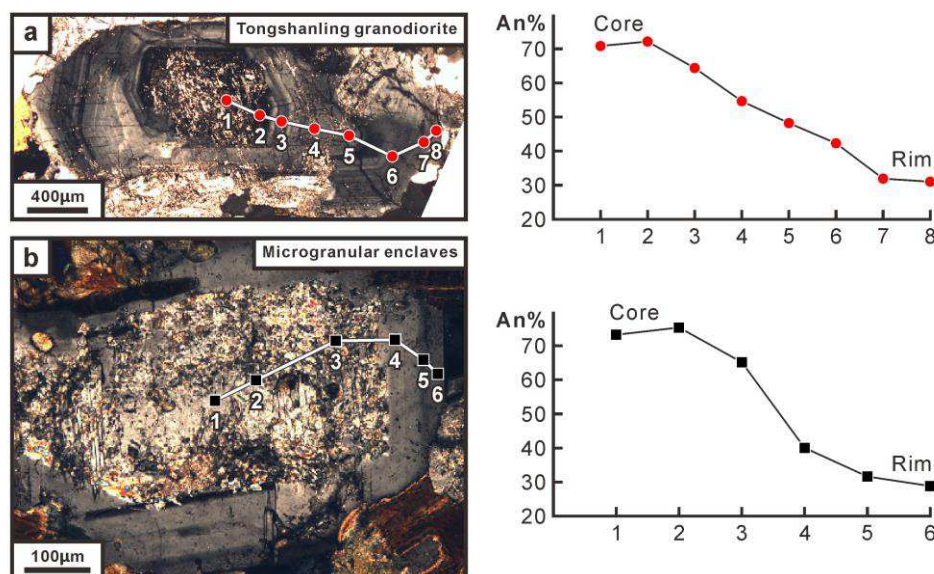 a
Tongshanling granodiorite
1
2
3
4
5
6
7
8
400μm
An%
Core
Rim
70
60
50
40
30
20
1 2 3 4 5 6 7 8
b
Microgranular enclaves
1
2
3
4
5
6
100μm
An%
Core
Rim
70
60
50
40
30
20
1 2 3 4 5 6